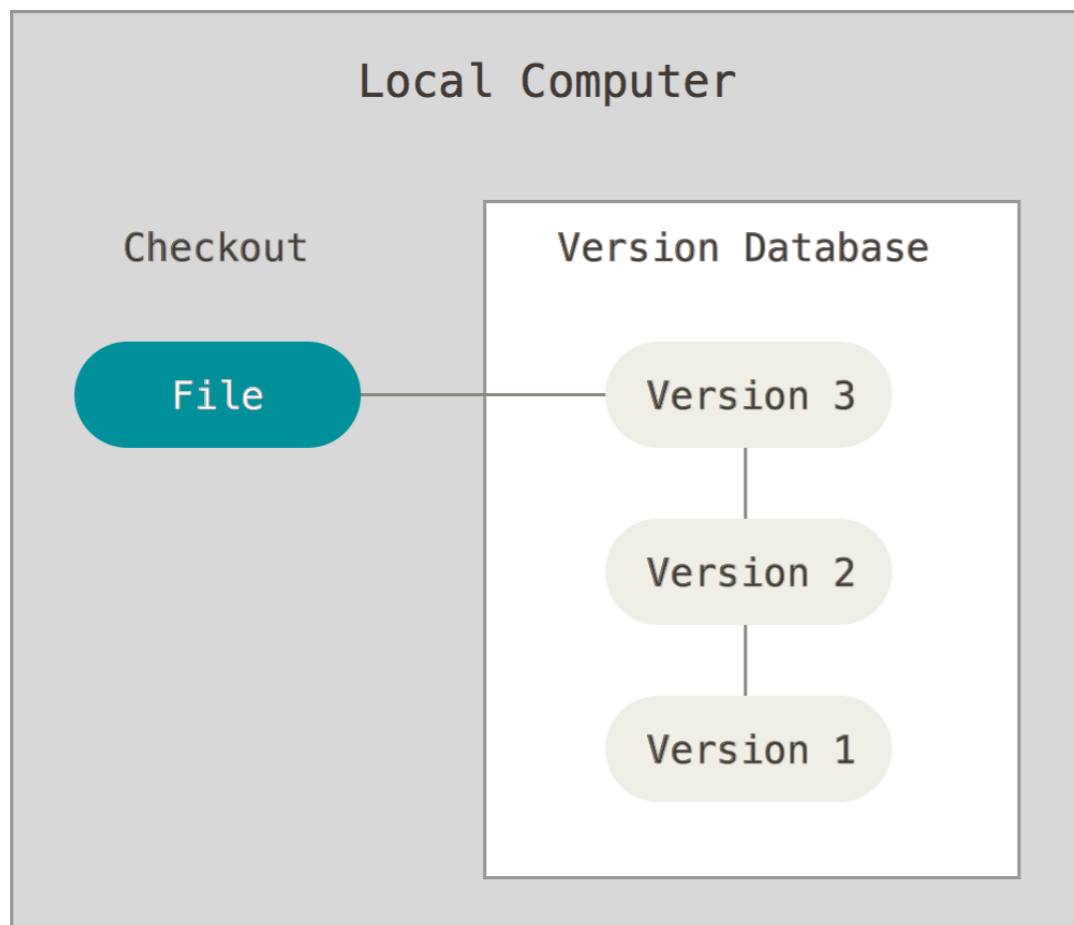 Local Computer
Checkout
Version Database
File
Version 3
Version 2
Version 1